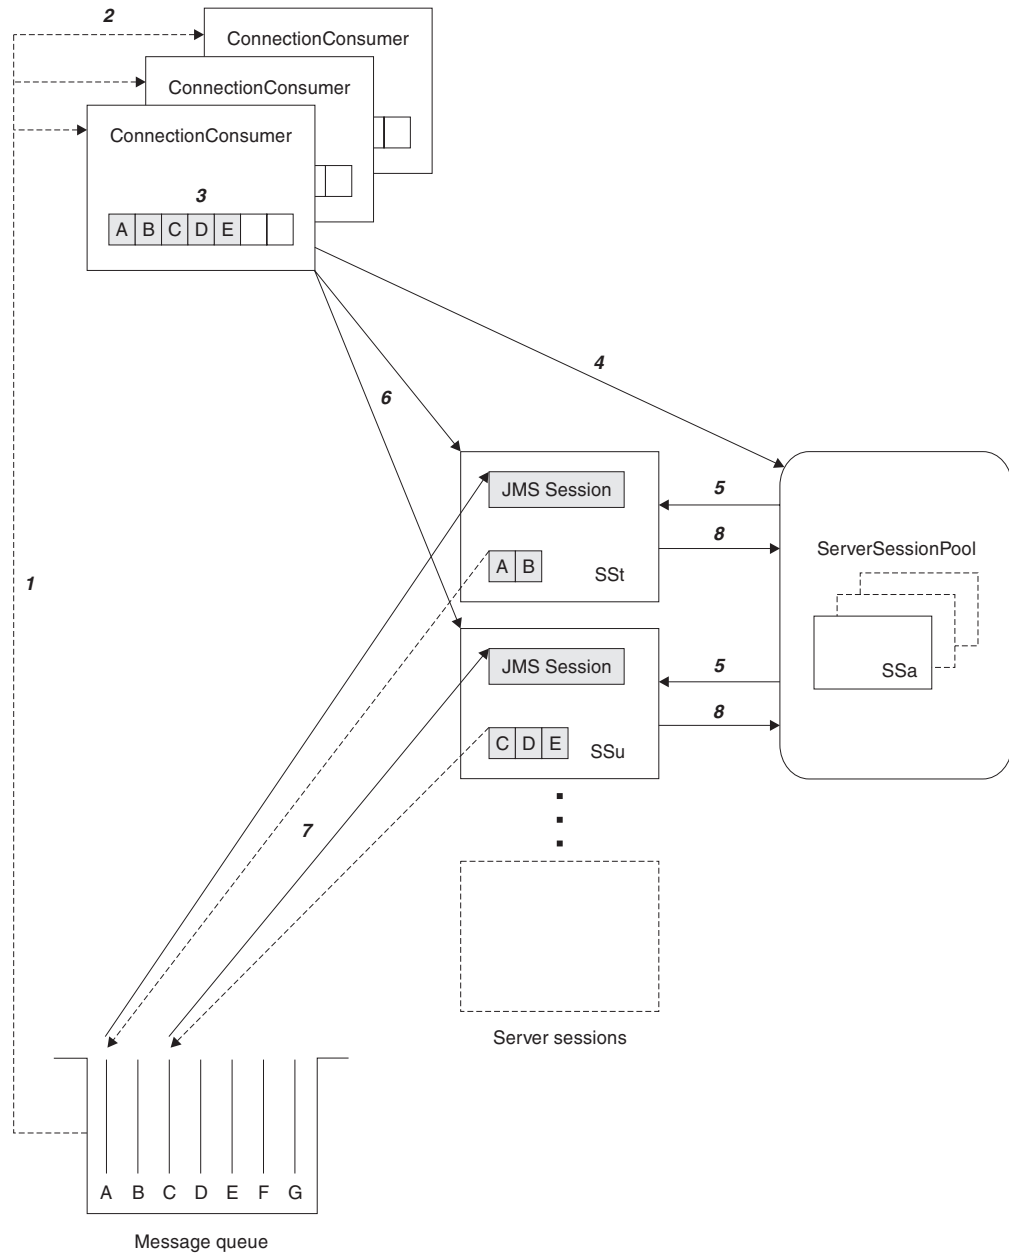 2
ConnectionConsumer
ConnectionConsumer
ConnectionConsumer
3
A B C D E
4
6
JMS Session
5
8
ServerSessionPool
A B
SSt
1
JMS Session
5
SSa
8
C D E
SSu
7
Server sessions
A B C D E F G
Message queue